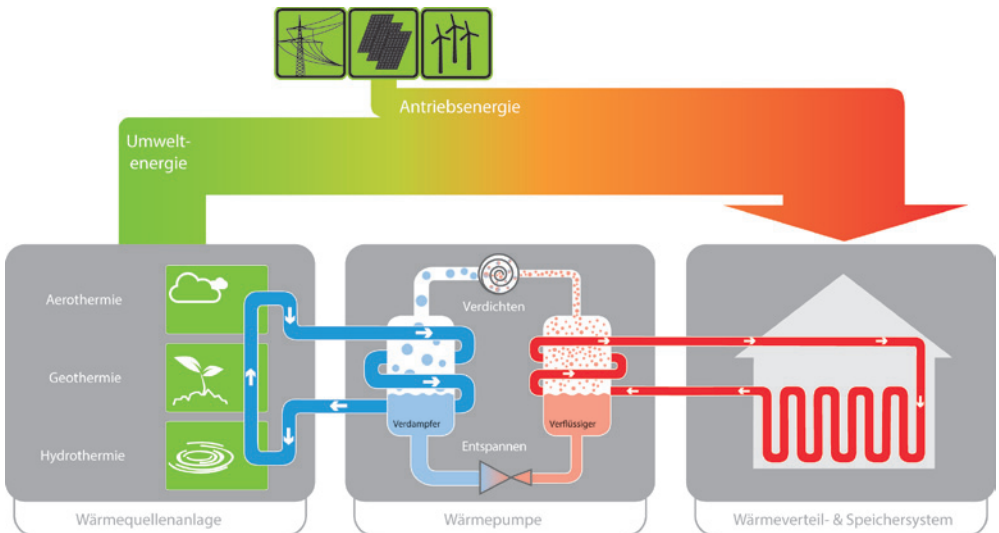 Antriebsenergie
Umwelt-
energie
Aerothermie
Geothermie
Hydrothermie
Wärmequellenanlage
Verdichten
Verdampfer
Verflüssiger
Entspannen
Wärmepumpe
Wärmeverteil- & Speichersystem